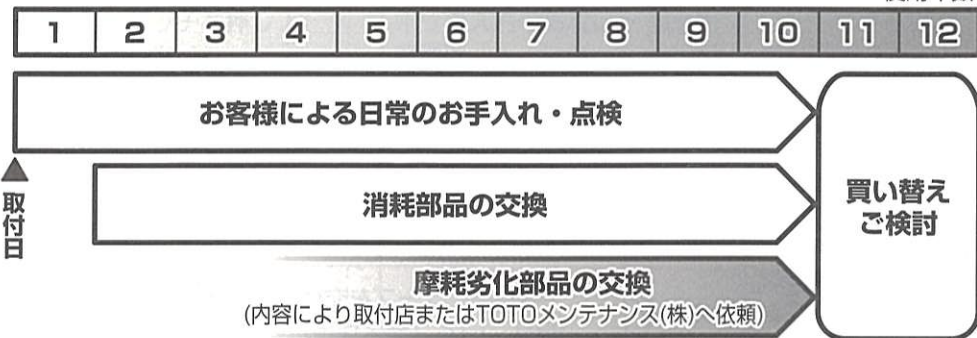 1 2 3 4 5 6 7 8 9 10 11 12
お客様による日常のお手入れ・点検
取付日
消耗部品の交換
買い替え
ご検討
摩耗劣化部品の交換
(内容により取付店またはTOTOメンテナンス(株)へ依頼)